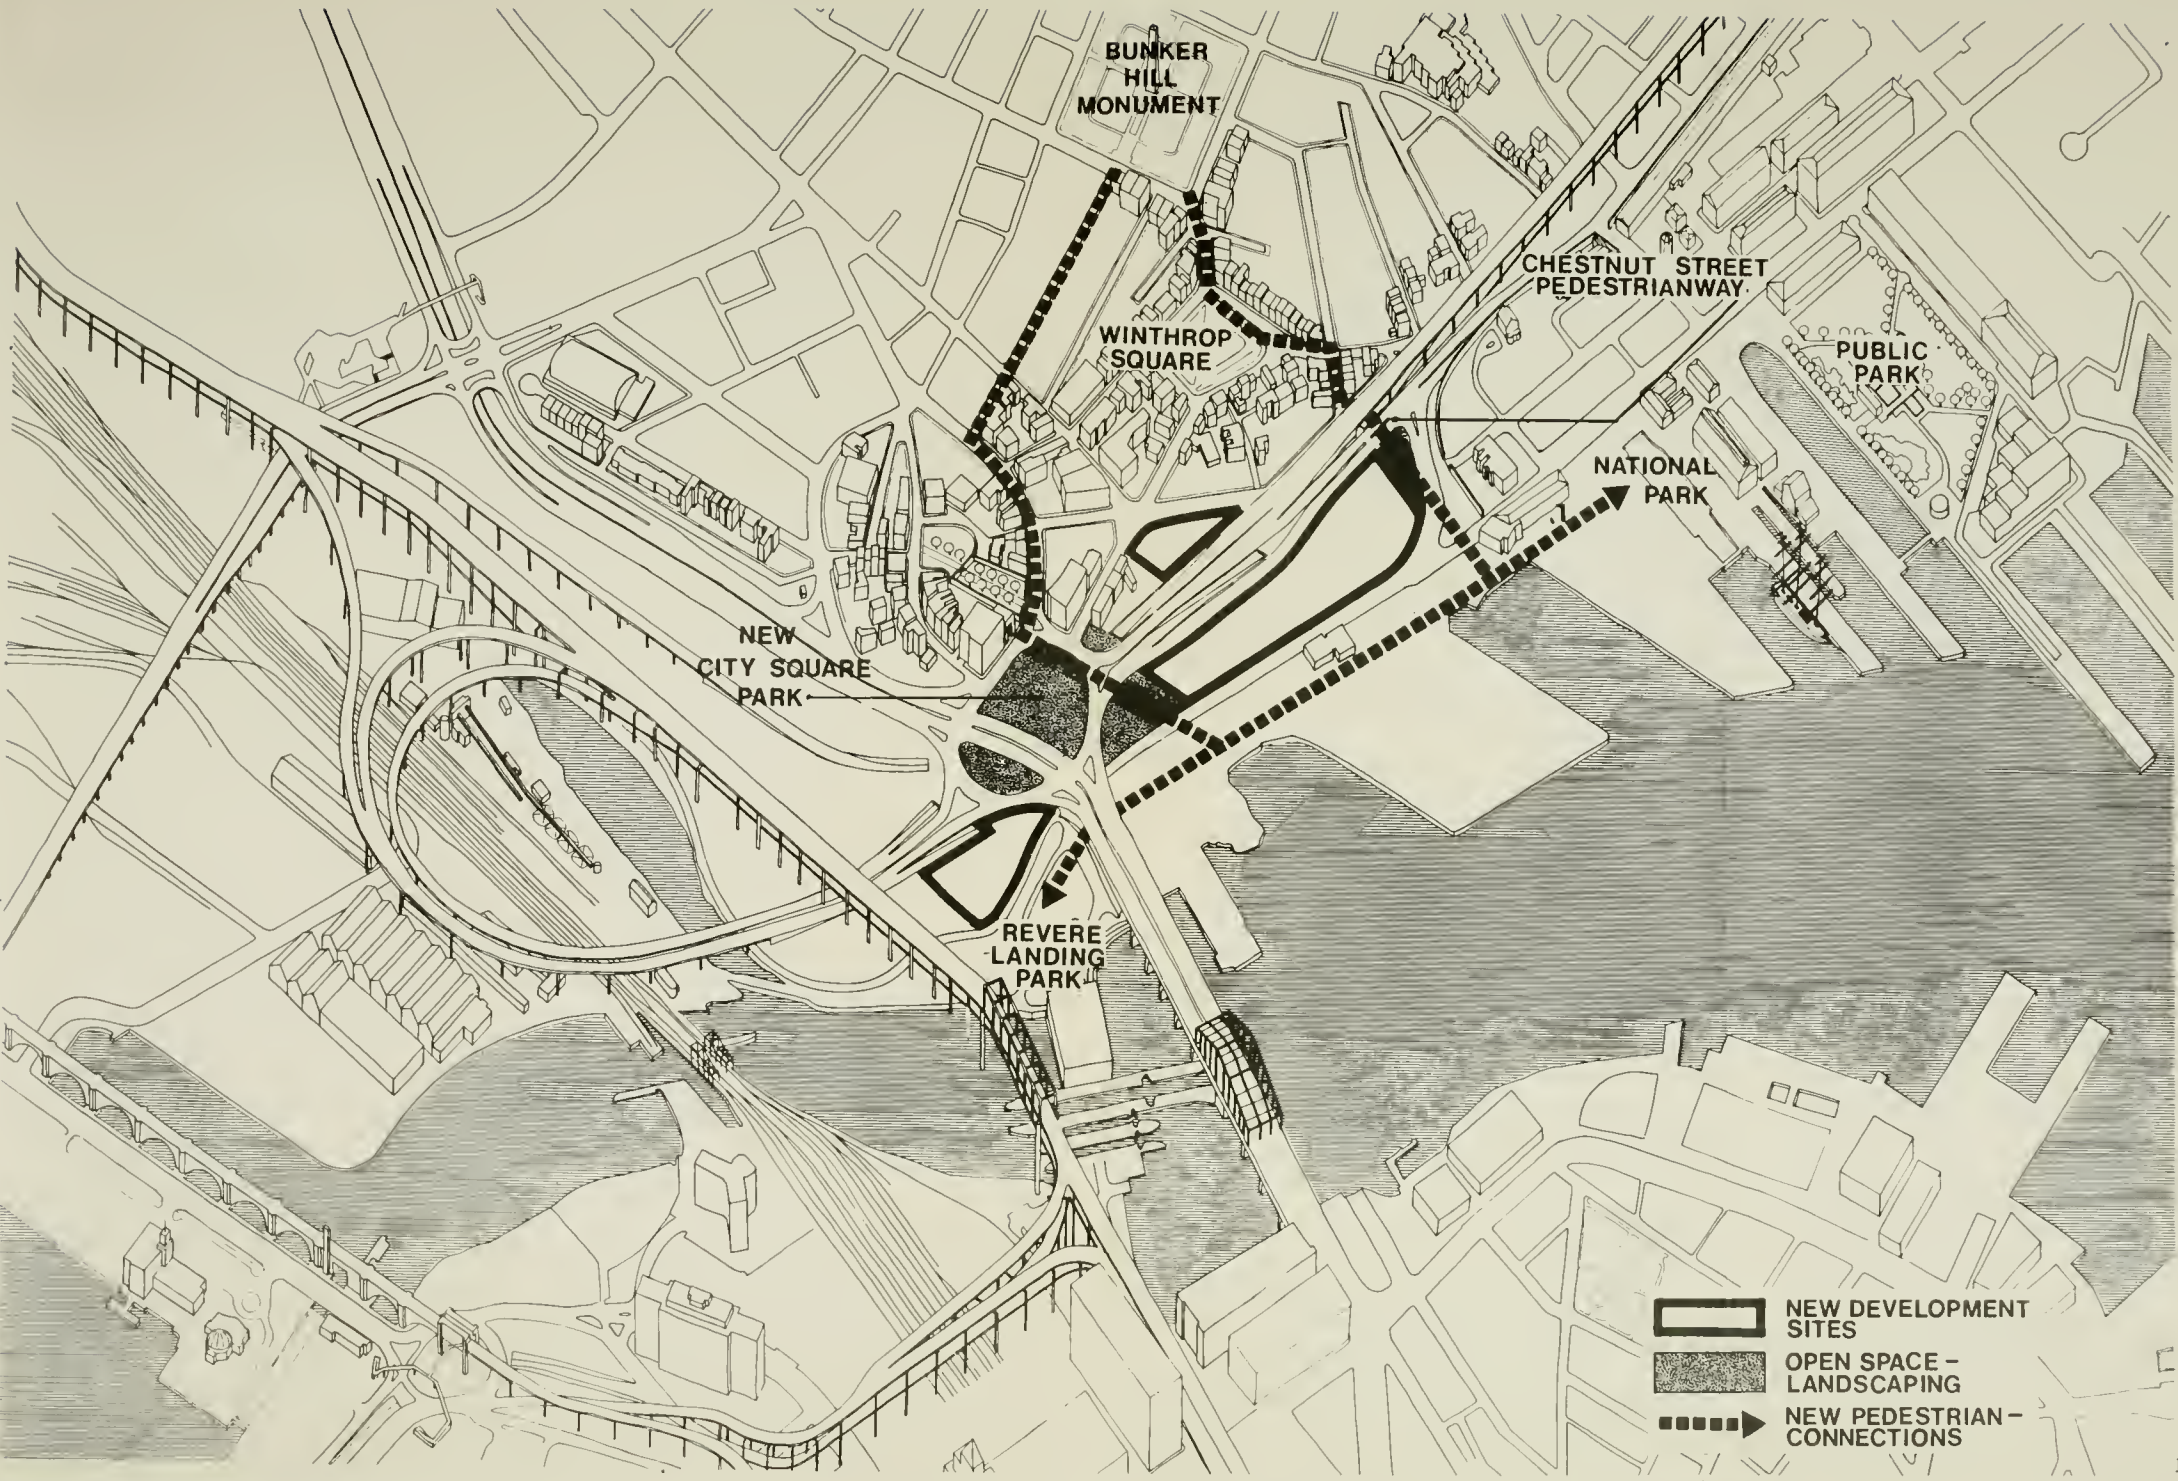 BUNKER
HILL
MONUMENT
CHESTNUT STREET
PEDESTRIANWAY
WINTHROP
SQUARE
PUBLIC
PARK
NATIONAL
PARK
NEW
CITY SQUARE
PARK
REVERE
LANDING
PARK
NEW DEVELOPMENT
SITES
OPEN SPACE –
LANDSCAPING
NEW PEDESTRIAN –
CONNECTIONS